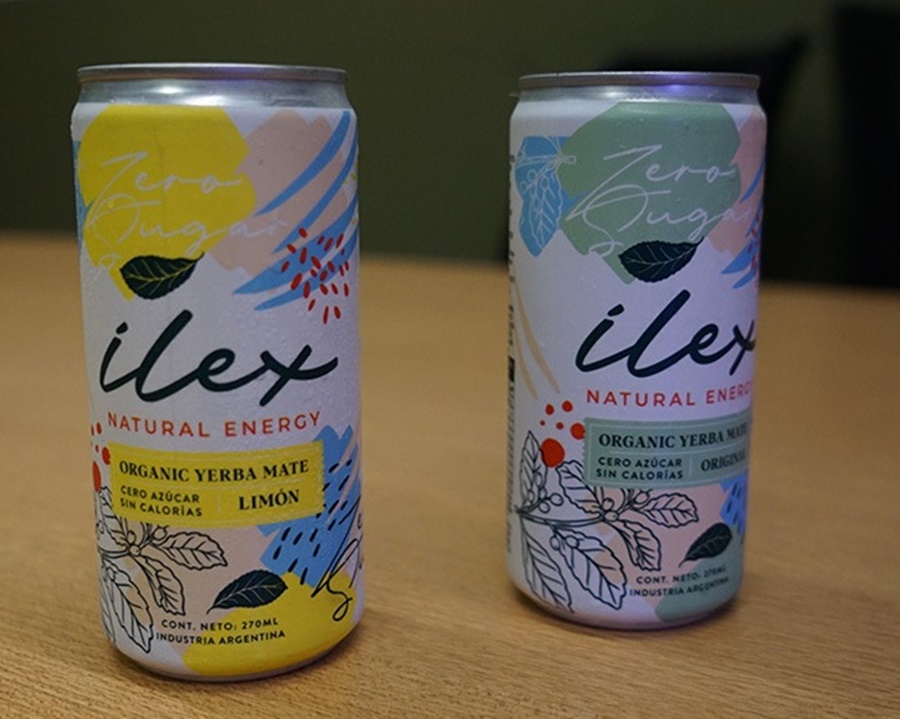 Zero
Sugar
ilex
NATURAL ENERGY
ORGANIC YERBA MATE
CERO AZÚCAR
SIN CALORÍAS
LIMÓN
CONT. NETO: 270ML
INDUSTRIA ARGENTINA
Zero
Sugar
ilex
NATURAL ENERGY
ORGANIC YERBA MATE
CERO AZÚCAR
SIN CALORÍAS
ORIGINAL
CONT. NETO: 270ML
INDUSTRIA ARGENTINA